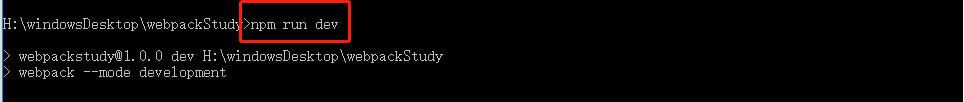 H:\windowsDesktop\webpackStudy>npm run dev
> webpackstudy@1.0.0 dev H:\windowsDesktop\webpackStudy
> webpack --mode development